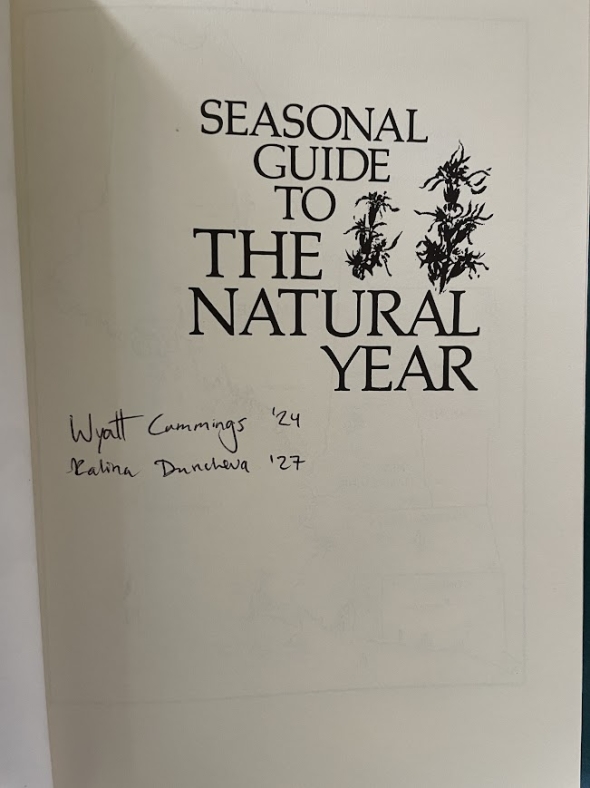 SEASONAL
GUIDE
TO
THE
NATURAL
YEAR
Wyatt Cummings '24
Kalina Duncheva '27